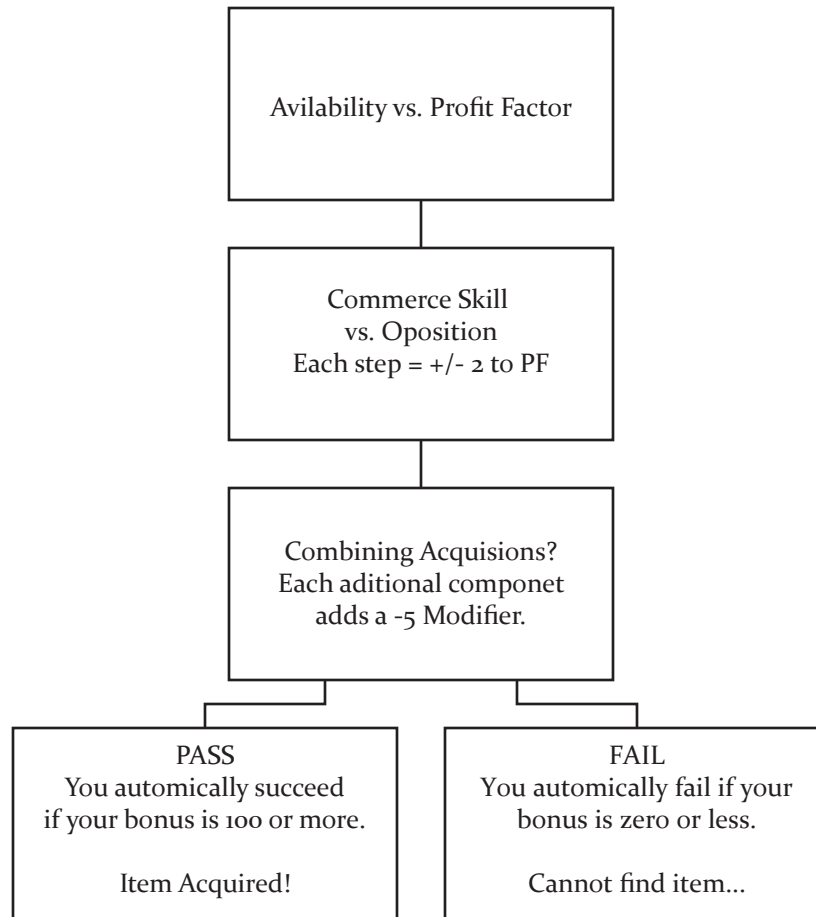 Avilability vs. Profit Factor
Commerce Skill
vs. Oposition
Each step = +/- 2 to PF
Combining Acquisions?
Each aditional componet
adds a -5 Modifier.
PASS
You automically succeed
if your bonus is 100 or more.
Item Acquired!
FAIL
You automically fail if your
bonus is zero or less.
Cannot find item...